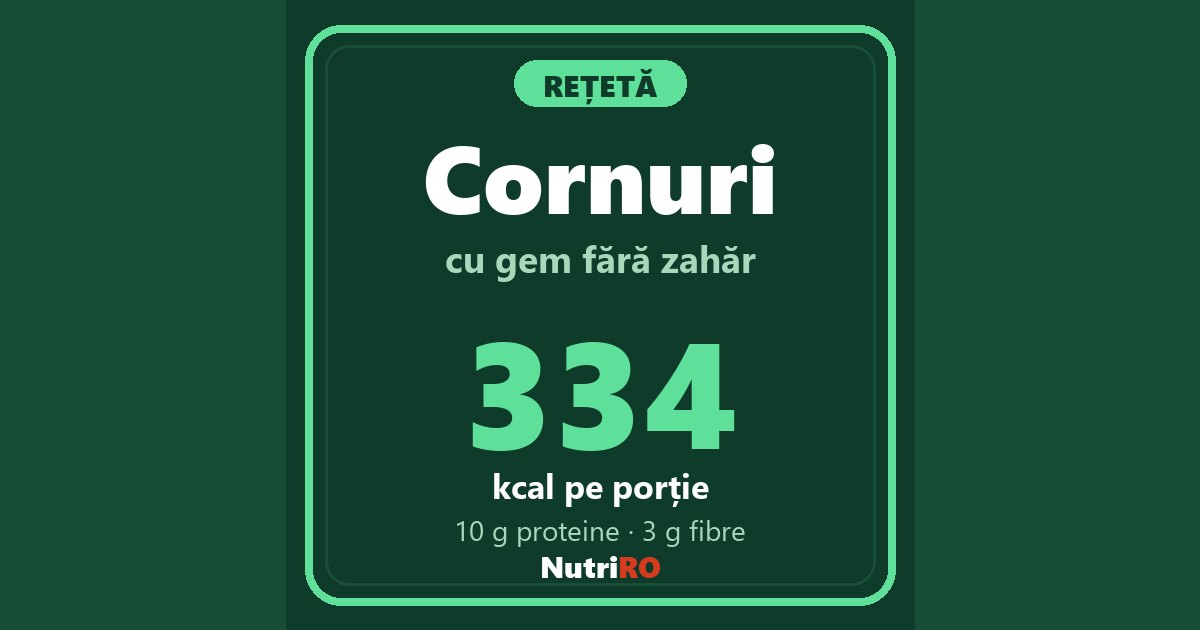 REȚETĂ
Cornuri
cu gem fără zahăr
334
kcal pe porție
10 g proteine · 3 g fibre
NutriRO